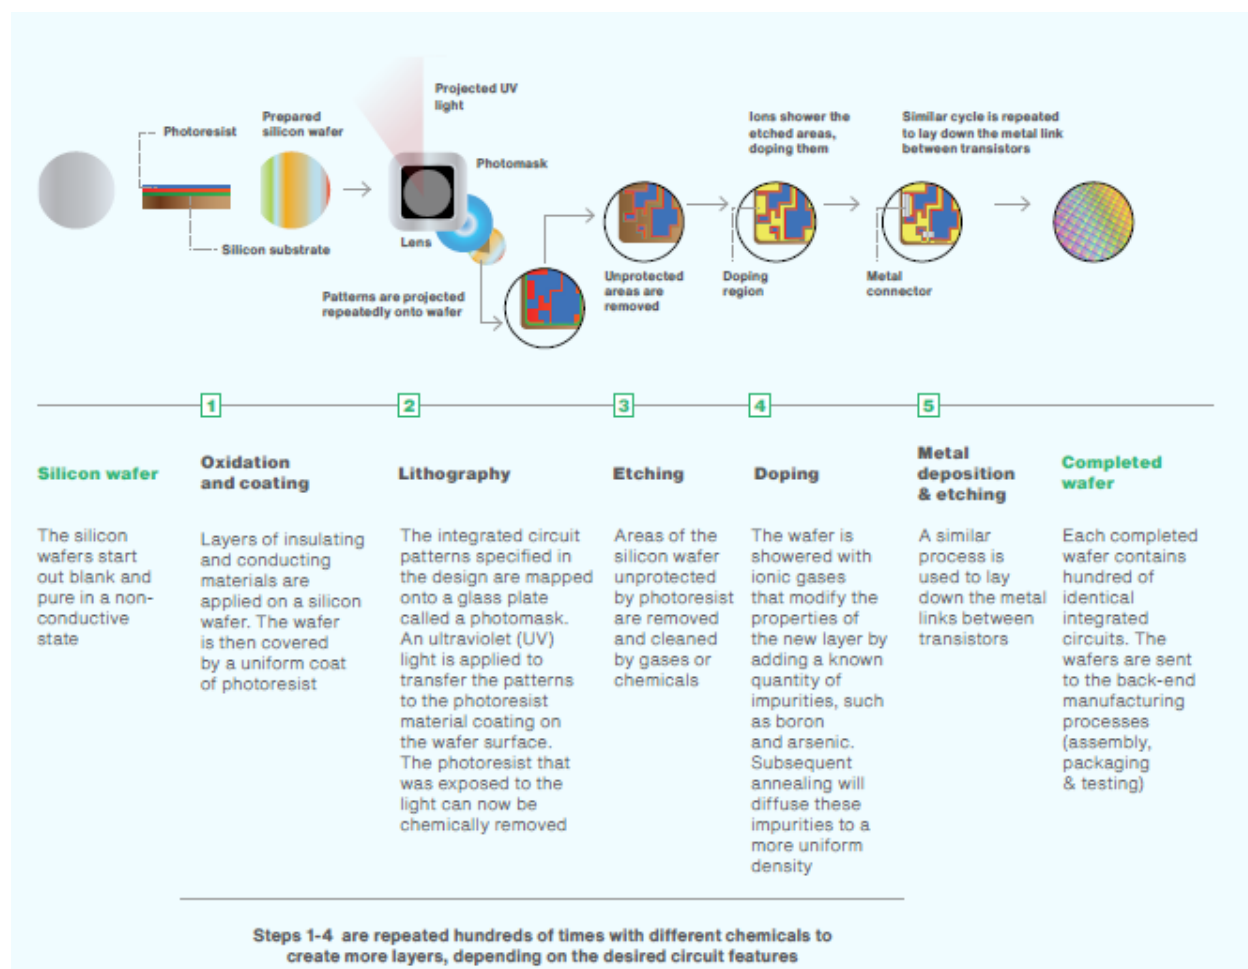 Projected UV
light
Prepared
silicon wafer
Photoresist
Ions shower the
etched areas,
doping them
Similar cycle is repeated
to lay down the metal link
between transistors
Photomask
Lens
Silicon substrate
Patterns are projected
repeatedly onto wafer
Unprotected
areas are
removed
Doping
region
Metal
connector
1
2
3
4
5
Silicon wafer
The silicon
wafers start
out blank and
pure in a non-
conductive
state
Oxidation
and coating
Layers of insulating
and conducting
materials are
applied on a silicon
wafer. The wafer
is then covered
by a uniform coat
of photoresist
Lithography
The integrated circuit
patterns specified in
the design are mapped
onto a glass plate
called a photomask.
An ultraviolet (UV)
light is applied to
transfer the patterns
to the photoresist
material coating on
the wafer surface.
The photoresist that
was exposed to the
light can now be
chemically removed
Etching
Areas of the
silicon wafer
unprotected
by photoresist
are removed
and cleaned
by gases or
chemicals
Doping
The wafer is
showered with
ionic gases
that modify the
properties of
the new layer by
adding a known
quantity of
impurities, such
as boron
and arsenic.
Subsequent
annealing will
diffuse these
impurities to a
more uniform
density
Metal
deposition
& etching
A similar
process is
used to lay
down the metal
links between
transistors
Completed
wafer
Each completed
wafer contains
hundred of
identical
integrated
circuits. The
wafers are sent
to the back-end
manufacturing
processes
(assembly,
packaging
& testing)
Steps 1-4 are repeated hundreds of times with different chemicals to
create more layers, depending on the desired circuit features